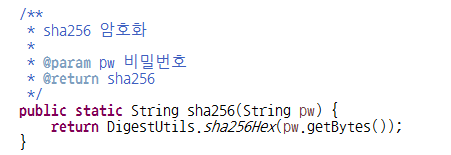 /**
* sha256 암호화
*
* @param pw 비밀번호
* @return sha256
*/
public static String sha256(String pw) {
return DigestUtils.sha256Hex(pw.getBytes());
}